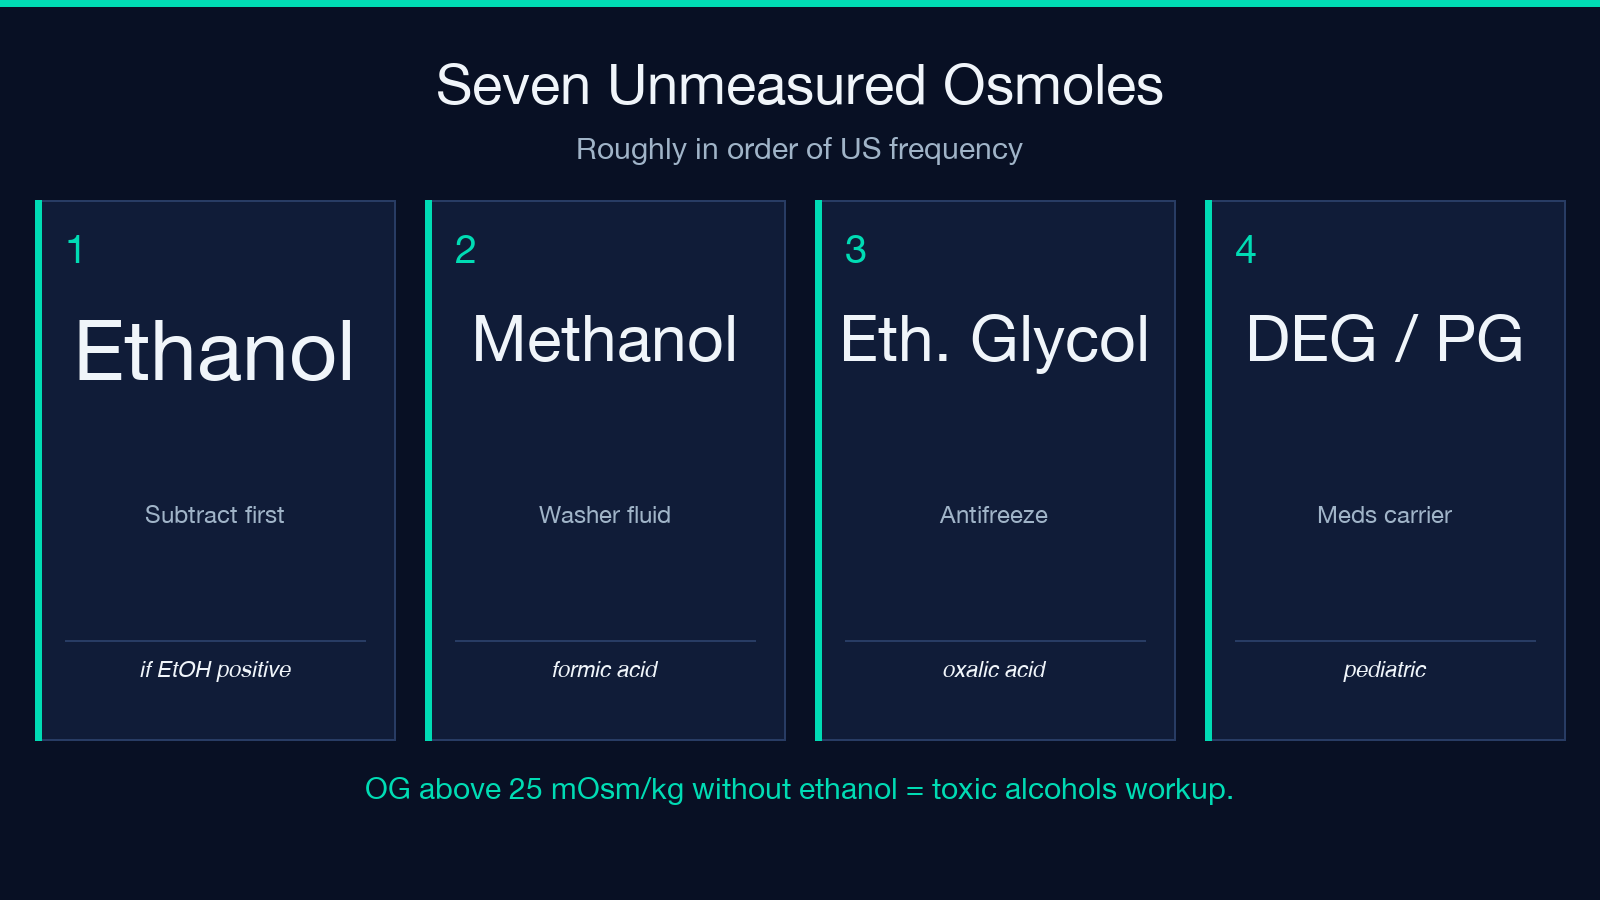 Seven Unmeasured Osmoles
Roughly in order of US frequency
1
Ethanol
Subtract first
if EtOH positive
2
Methanol
Washer fluid
formic acid
3
Eth. Glycol
Antifreeze
oxalic acid
4
DEG / PG
Meds carrier
pediatric
OG above 25 mOsm/kg without ethanol = toxic alcohols workup.